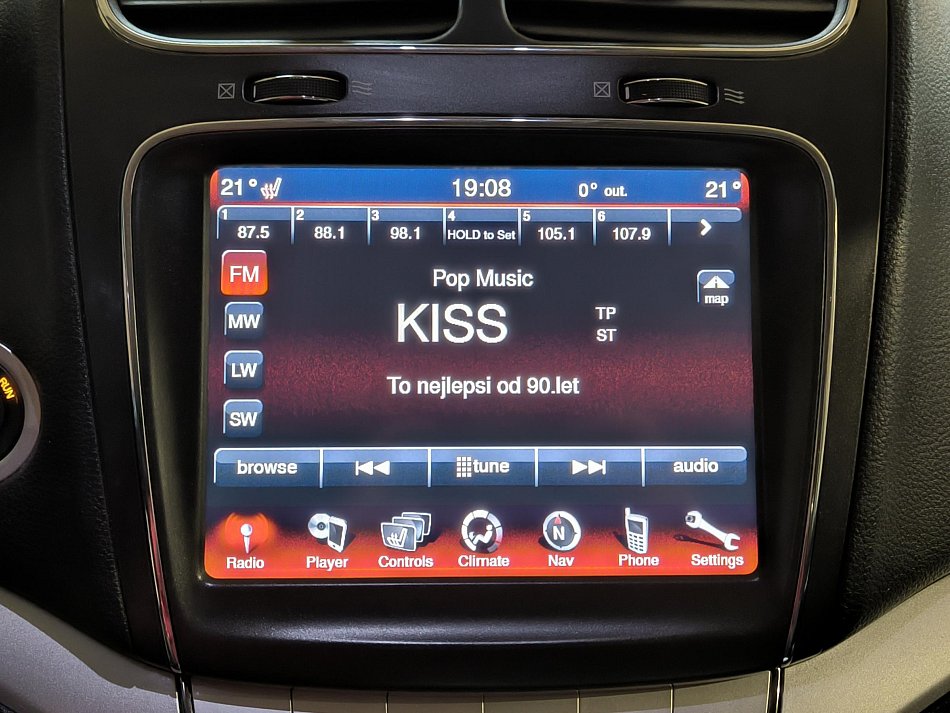 21° 19:08 0° out. 21°
1 2 3 4 5 6
87.5 88.1 98.1 HOLD to Set 105.1 107.9
FM
Pop Music
map
MW
KISS
TP
ST
LW
To nejlepsi od 90.let
SW
browse tune audio
N
Radio Player Controls Climate Nav Phone Settings
RUN